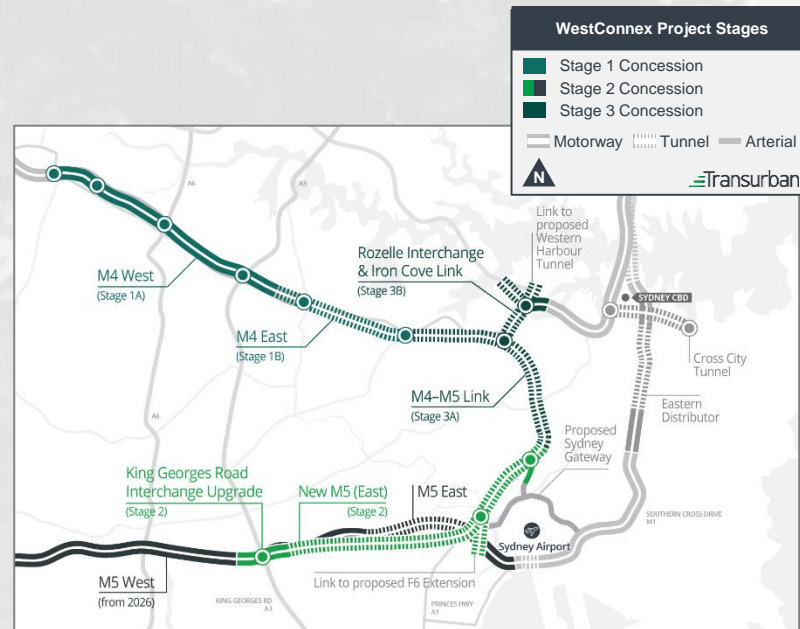 WestConnex Project Stages
Stage 1 Concession
Stage 2 Concession
Stage 3 Concession
Motorway
Tunnel
Arterial
N
Transurban
A6
A3
Link to
proposed
Western
Harbour
Tunnel
Rozelle Interchange
& Iron Cove Link
(Stage 3B)
M4 West
(Stage 1A)
SYDNEY CBD
M4 East
(Stage 1B)
Cross City
Tunnel
M4–M5 Link
(Stage 3A)
Eastern
Distributor
A6
Proposed
Sydney
Gateway
King Georges Road
Interchange Upgrade
(Stage 2)
New M5 (East)
(Stage 2)
M5 East
SOUTHERN CROSS DRIVE
M1
Sydney Airport
M5 West
(from 2026)
Link to proposed F6 Extension
KING GEORGES RD
A3
PRINCES HWY
A1